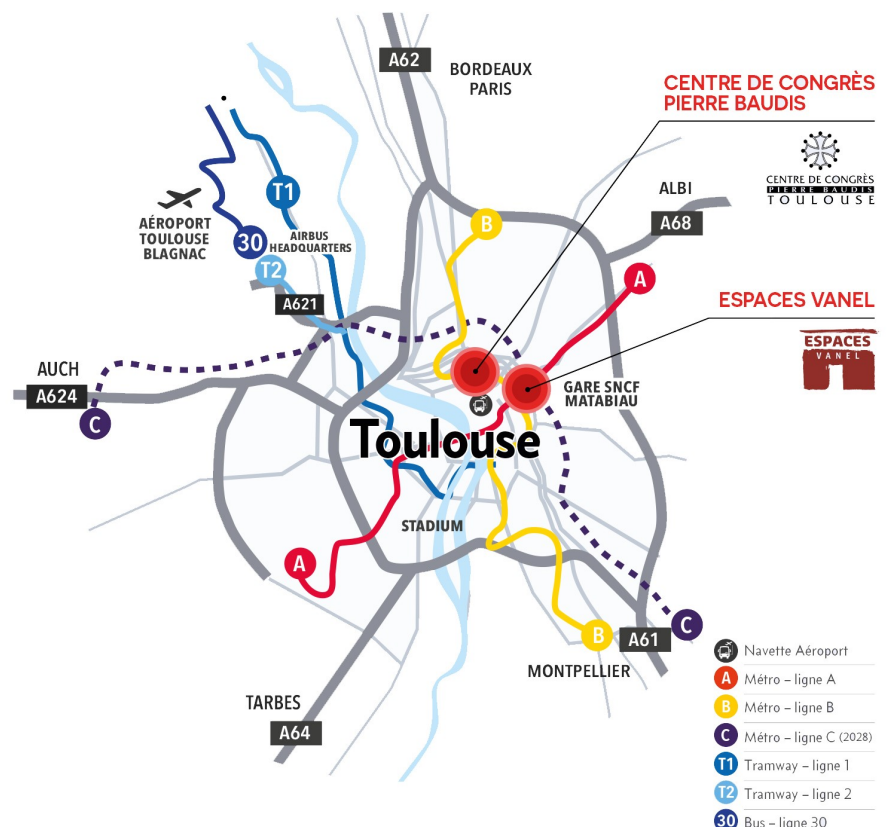 A62
BORDEAUX
PARIS
CENTRE DE CONGRÈS
PIERRE BAUDIS
CENTRE DE CONGRÈS
PIERRE BAUDIS
TOULOUSE
T1
ALBI
A68
AÉROPORT
TOULOUSE
BLAGNAC
30
AIRBUS
HEADQUARTERS
B
T2
A
A621
ESPACES VANEL
ESPACES
VANEL
AUCH
A624
C
GARE SNCF
MATABIAU
Toulouse
STADIUM
A
B
A61
C
MONTPELLIER
TARBES
A64
Navette Aéroport
A Métro – ligne A
B Métro – ligne B
C Métro – ligne C (2028)
T1 Tramway – ligne 1
T2 Tramway – ligne 2
30 Bus – ligne 30